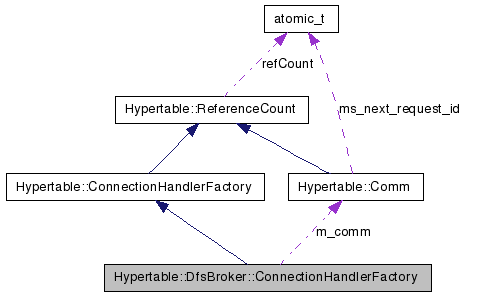 atomic_t
refCount
Hypertable::ReferenceCount
ms_next_request_id
Hypertable::ConnectionHandlerFactory
Hypertable::Comm
m_comm
Hypertable::DfsBroker::ConnectionHandlerFactory